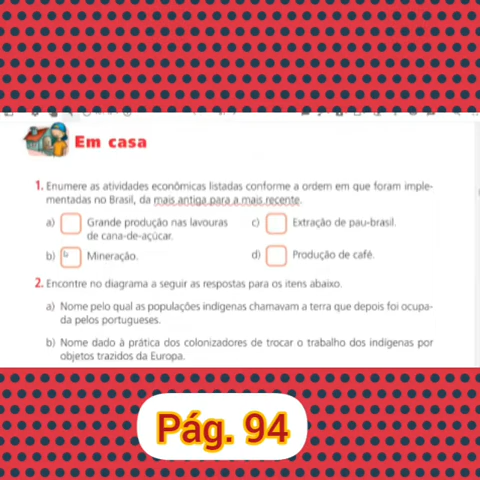 Em casa
1. Enumere as atividades econômicas listadas conforme a ordem em que foram imple-
mentadas no Brasil, da mais antiga para a mais recente.
a) Grande produção nas lavouras
de cana-de-açúcar.
c) Extração de pau-brasil.
b) Mineração.
d) Produção de café.
2. Encontre no diagrama a seguir as respostas para os itens abaixo.
a) Nome pelo qual as populações indígenas chamavam a terra que depois foi ocupa-
da pelos portugueses.
b) Nome dado à prática dos colonizadores de trocar o trabalho dos indígenas por
objetos trazidos da Europa.
Pág. 94